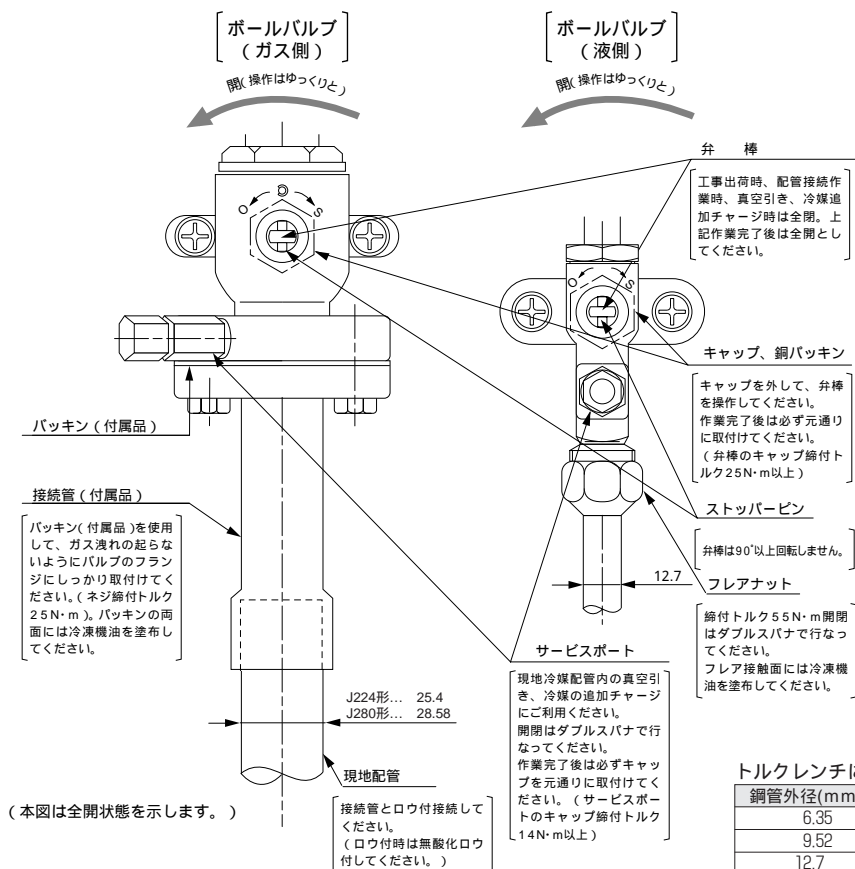 ボールバルブ
(ガス側)
開(操作はゆっくりと)
ボールバルブ
(液側)
開(操作はゆっくりと)
O
S
O
S
弁 棒
工事出荷時、配管接続作
業時、真空引き、冷媒追
加チャージ時は全閉。上
記作業完了後は全開とし
てください。
キャップ、銅パッキン
キャップを外して、弁棒
を操作してください。
作業完了後は必ず元通り
に取付けてください。
(弁棒のキャップ締付ト
ルク25N・m以上)
ストッパーピン
弁棒は90°以上回転しません。
フレアナット
締付トルク55N・m開閉
はダブルスパナで行なっ
てください。
フレア接触面には冷凍機
油を塗布してください。
12.7
パッキン(付属品)
接続管(付属品)
パッキン(付属品)を使用
して、ガス洩れの起らな
いようにバルブのフラン
ジにしっかり取付けてく
ださい。(ネジ締付トルク
25N・m)。パッキンの両
面には冷凍機油を塗布し
てください。
サービスポート
現地冷媒配管内の真空引
き、冷媒の追加チャージ
にご利用ください。
開閉はダブルスパナで行
なってください。
作業完了後は必ずキャッ
プを元通りに取付けてく
ださい。(サービスポー
トのキャップ締付トルク
14N・m以上)
J224形… 25.4
J280形… 28.58
現地配管
接続管とロウ付接続して
ください。
(ロウ付時は無酸化ロウ
付してください。)
(本図は全開状態を示します。)
トルクレンチに
鋼管外径(mm
6.35
9.52
12.7